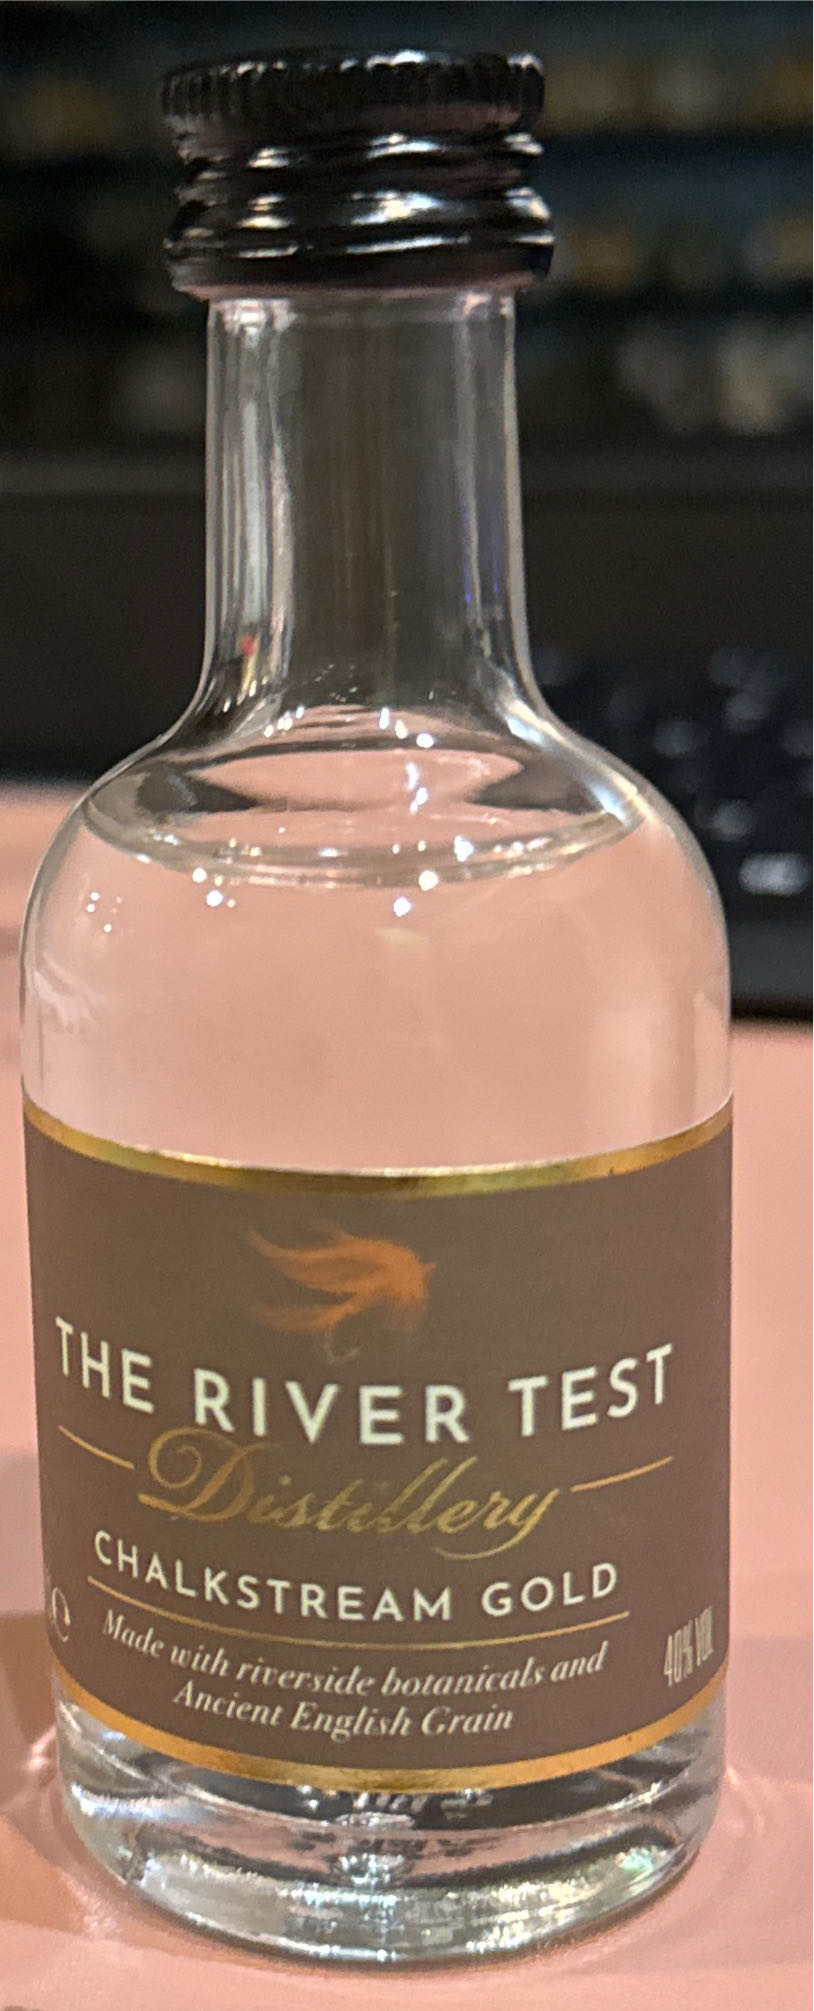 THE RIVER TEST
Distillery
CHALKSTREAM GOLD
Made with riverside botanicals and
Ancient English Grain
40% VOL